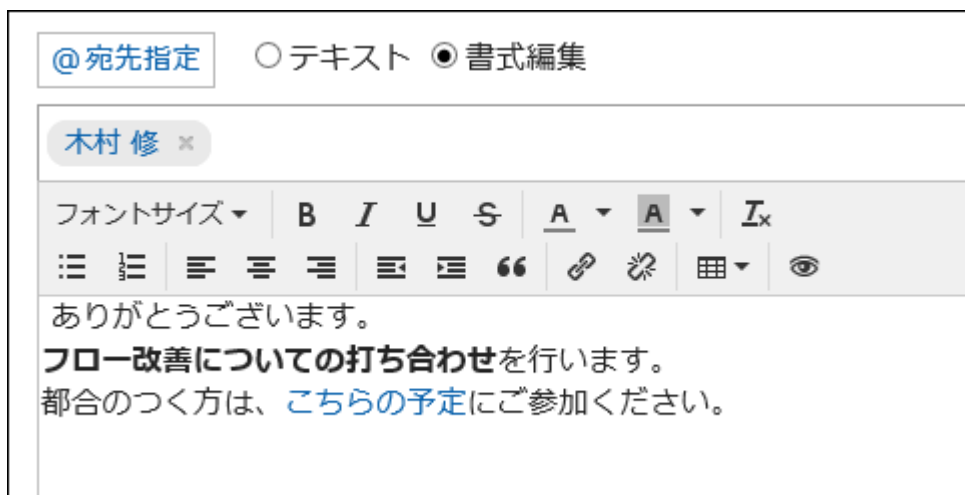 @宛先指定 テキスト 書式編集
木村 修 ×
フォントサイズ B I U S A A Ix
ありがとうございます。
フロー改善についての打ち合わせを行います。
都合のつく方は、こちらの予定にご参加ください。